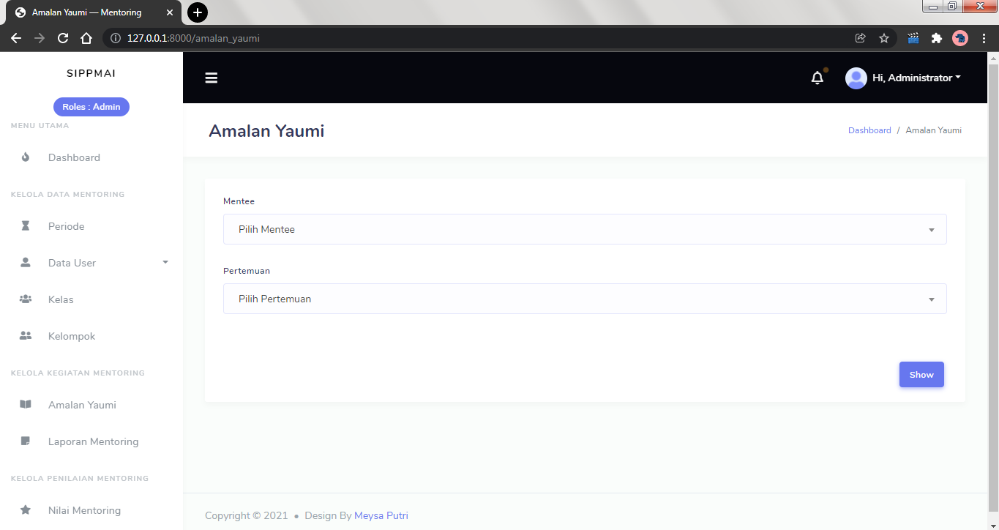 Amalan Yaumi — Mentoring
127.0.0.1:8000/amalan_yaumi
SIPPMAI
Roles : Admin
MENU UTAMA
Dashboard
KELOLA DATA MENTORING
Periode
Data User
Kelas
Kelompok
KELOLA KEGIATAN MENTORING
Amalan Yaumi
Laporan Mentoring
KELOLA PENILAIAN MENTORING
Nilai Mentoring
Hi, Administrator
Amalan Yaumi
Dashboard / Amalan Yaumi
Mentee
Pilih Mentee
Pertemuan
Pilih Pertemuan
Show
Copyright © 2021 • Design By Meysa Putri